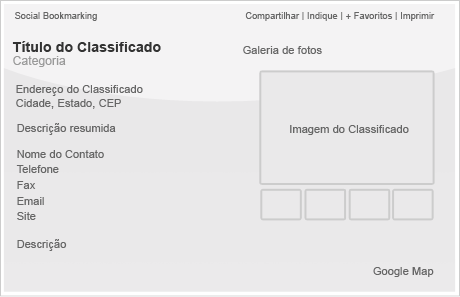 Social Bookmarking
Compartilhar | Indique | + Favoritos | Imprimir
Título do Classificado
Categoria
Galeria de fotos
Endereço do Classificado
Cidade, Estado, CEP
Descrição resumida
Imagem do Classificado
Nome do Contato
Telefone
Fax
Email
Site
Descrição
Google Map